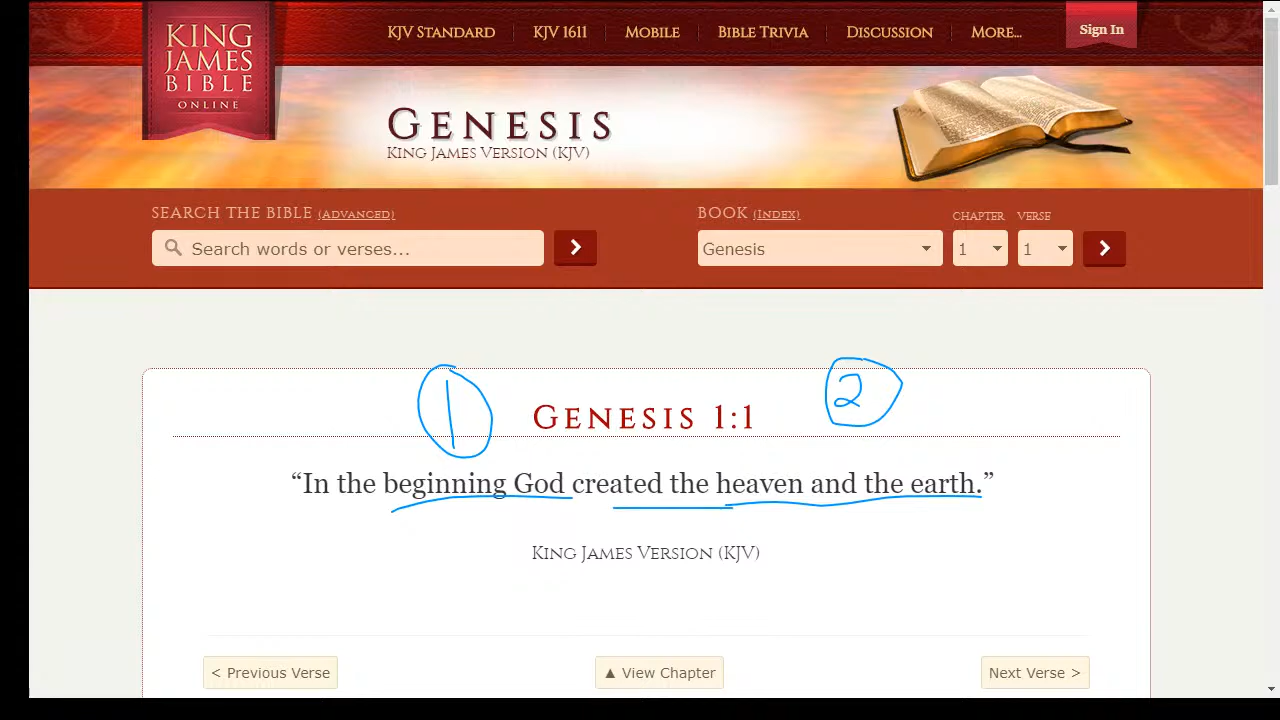 KING
JAMES
BIBLE
ONLINE
KJV STANDARD
KJV 1611
MOBILE
BIBLE TRIVIA
DISCUSSION
MORE...
Sign In
GENESIS
KING JAMES VERSION (KJV)
SEARCH THE BIBLE (ADVANCED)
BOOK (INDEX)
CHAPTER
VERSE
Search words or verses...
Genesis
1
1
1
2
GENESIS 1:1
“In the beginning God created the heaven and the earth.”
KING JAMES VERSION (KJV)
< Previous Verse
▲ View Chapter
Next Verse >